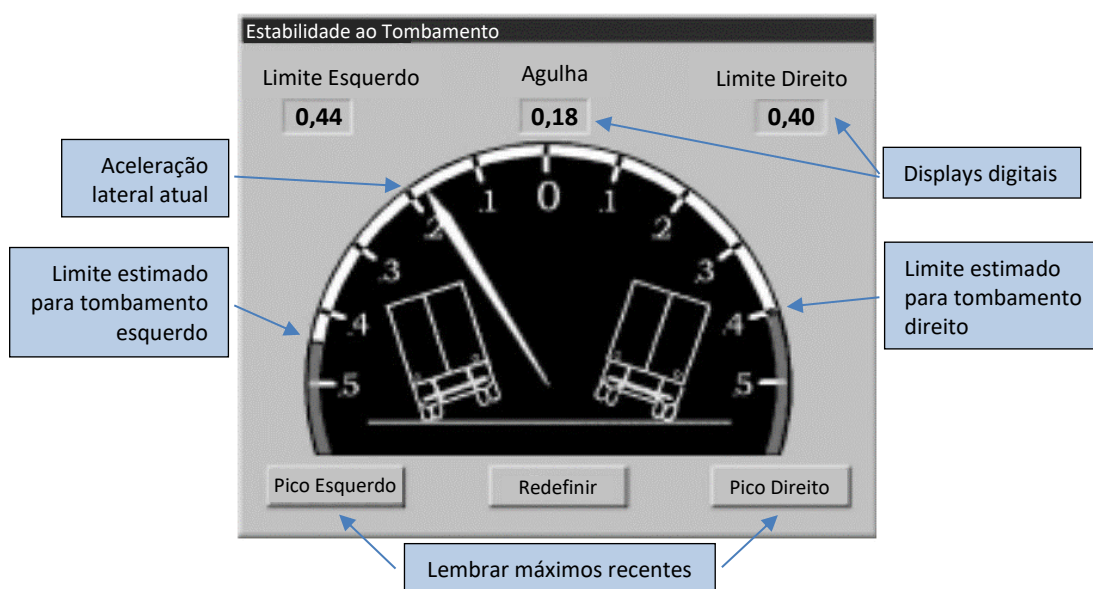 Estabilidade ao Tombamento
Limite Esquerdo
Agulha
Limite Direito
0,44
0,18
0,40
Aceleração
lateral atual
Displays digitais
.5
.4
.3
.2
.1
0
.1
.2
.3
.4
.5
Limite estimado
para tombamento
esquerdo
Limite estimado
para tombamento
direito
Pico Esquerdo
Redefinir
Pico Direito
Lembrar máximos recentes